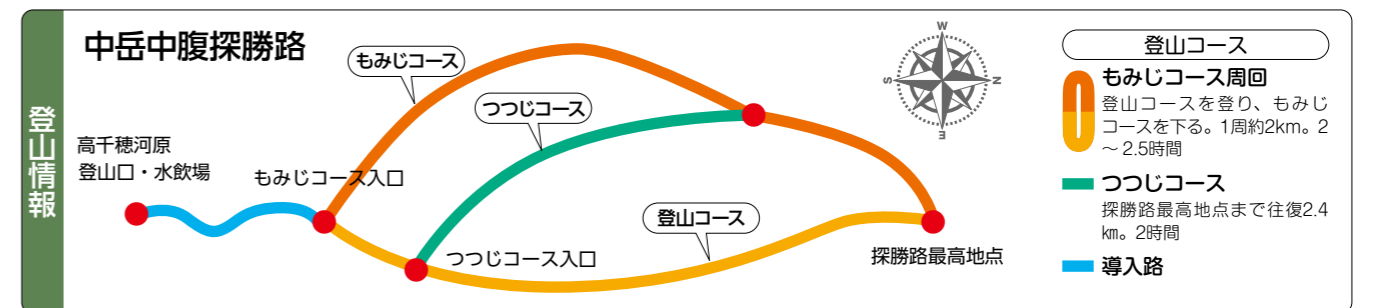 登山情報
中岳中腹探勝路
もみじコース
つつじコース
高千穂河原
登山口・水飲場
もみじコース入口
つつじコース入口
登山コース
探勝路最高地点
W
S
N
E
登山コース
もみじコース周回
登山コースを登り、もみじ
コースを下る。1周約2km。2
～2.5時間
つつじコース
探勝路最高地点まで往復2.4
㎞。2時間
導入路